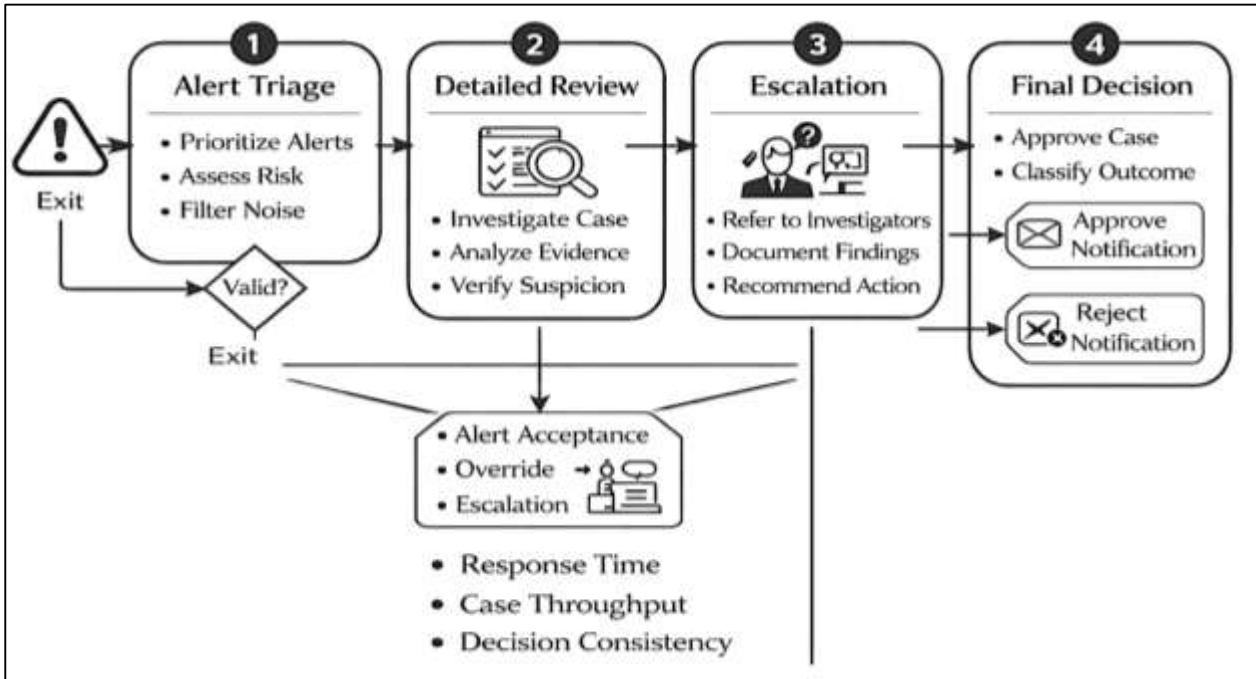 1
Alert Triage
• Prioritize Alerts
• Assess Risk
• Filter Noise
Exit
Valid?
Exit
2
Detailed Review
• Investigate Case
• Analyze Evidence
• Verify Suspicion
3
Escalation
?
• Refer to Investigators
• Document Findings
• Recommend Action
4
Final Decision
• Approve Case
• Classify Outcome
Approve
Notification
Reject
Notification
• Alert Acceptance
• Override
• Escalation
• Response Time
• Case Throughput
• Decision Consistency